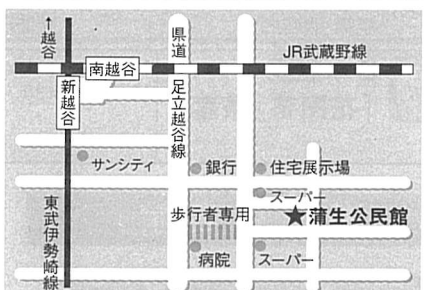 ↑越谷
県道
足立越谷線
JR武蔵野線
南越谷
新越谷
サンシティ
銀行
住宅展示場
スーパー
歩行者専用
★蒲生公民館
東武伊勢崎線
病院
スーパー